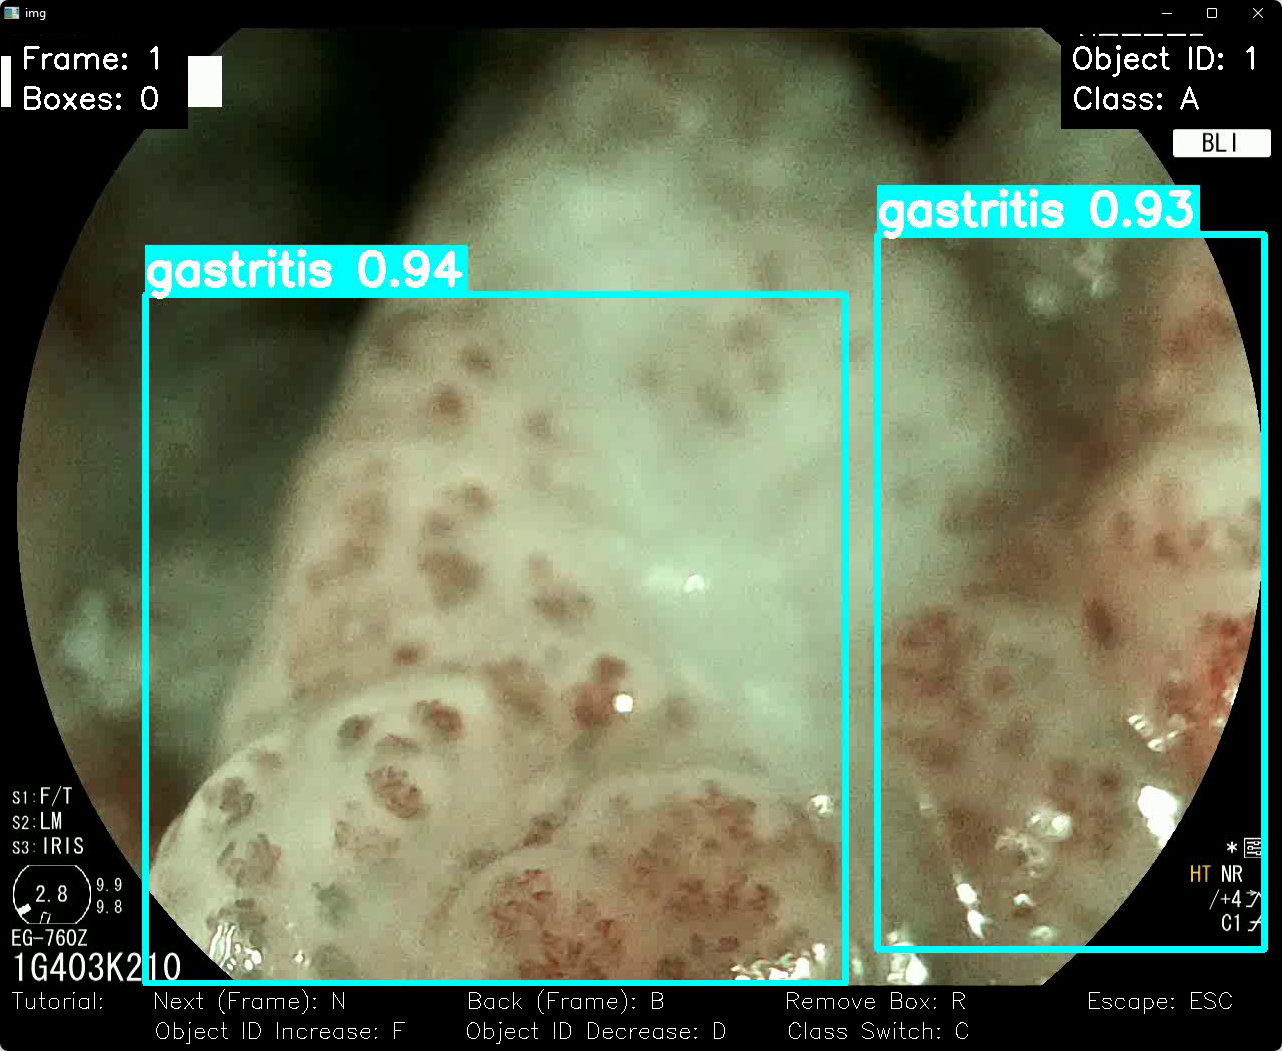 img
Frame: 1
Boxes: 0
Object ID: 1
Class: A
BLI
gastritis 0.93
gastritis 0.94
S1:F/T
S2:LM
S3:IRIS
2.8
9.9
9.8
EG-760Z
1G403K210
*
HT NR
/+4
C1
Tutorial: Next (Frame): N Back (Frame): B Remove Box: R Escape: ESC
Object ID Increase: F Object ID Decrease: D Class Switch: C